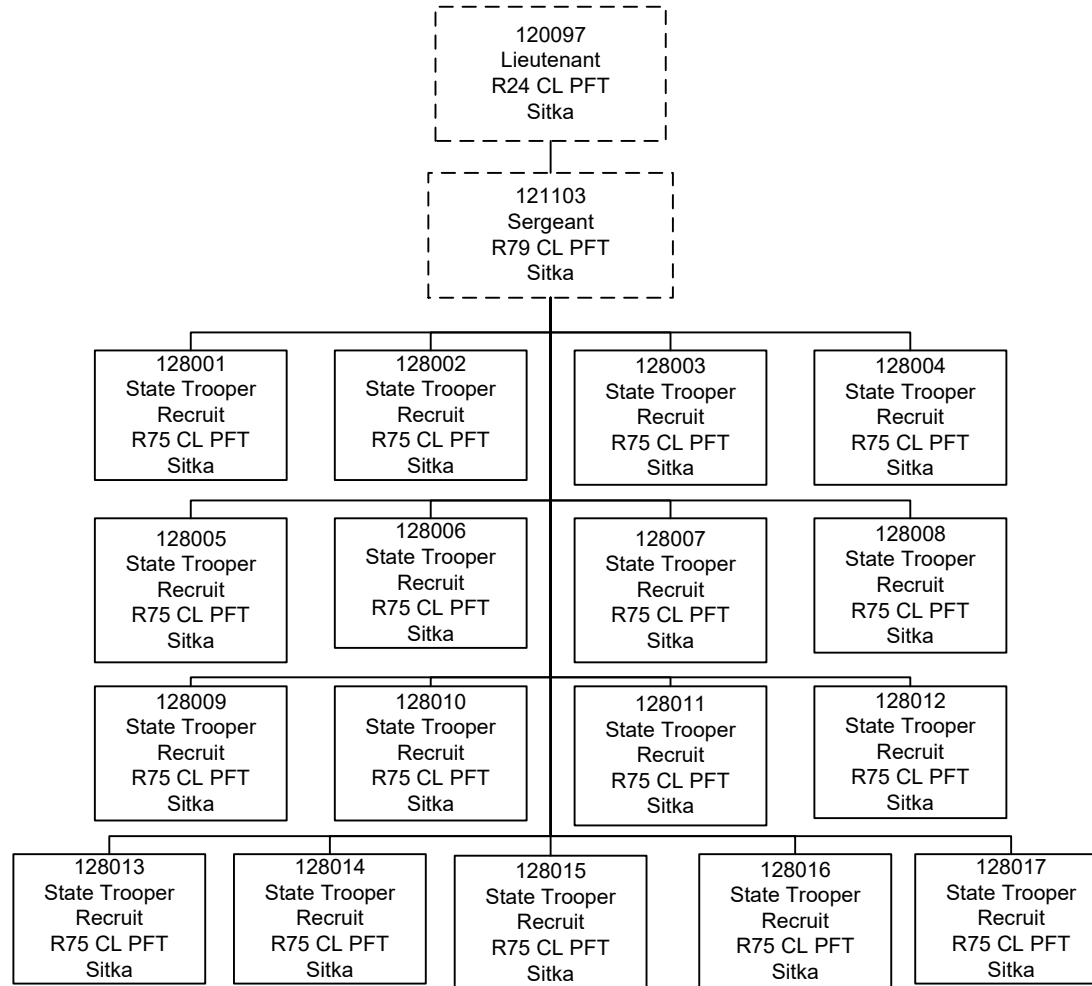 120097
Lieutenant
R24 CL PFT
Sitka
121103
Sergeant
R79 CL PFT
Sitka
128001
State Trooper
Recruit
R75 CL PFT
Sitka
128002
State Trooper
Recruit
R75 CL PFT
Sitka
128003
State Trooper
Recruit
R75 CL PFT
Sitka
128004
State Trooper
Recruit
R75 CL PFT
Sitka
128005
State Trooper
Recruit
R75 CL PFT
Sitka
128006
State Trooper
Recruit
R75 CL PFT
Sitka
128007
State Trooper
Recruit
R75 CL PFT
Sitka
128008
State Trooper
Recruit
R75 CL PFT
Sitka
128009
State Trooper
Recruit
R75 CL PFT
Sitka
128010
State Trooper
Recruit
R75 CL PFT
Sitka
128011
State Trooper
Recruit
R75 CL PFT
Sitka
128012
State Trooper
Recruit
R75 CL PFT
Sitka
128013
State Trooper
Recruit
R75 CL PFT
Sitka
128014
State Trooper
Recruit
R75 CL PFT
Sitka
128015
State Trooper
Recruit
R75 CL PFT
Sitka
128016
State Trooper
Recruit
R75 CL PFT
Sitka
128017
State Trooper
Recruit
R75 CL PFT
Sitka